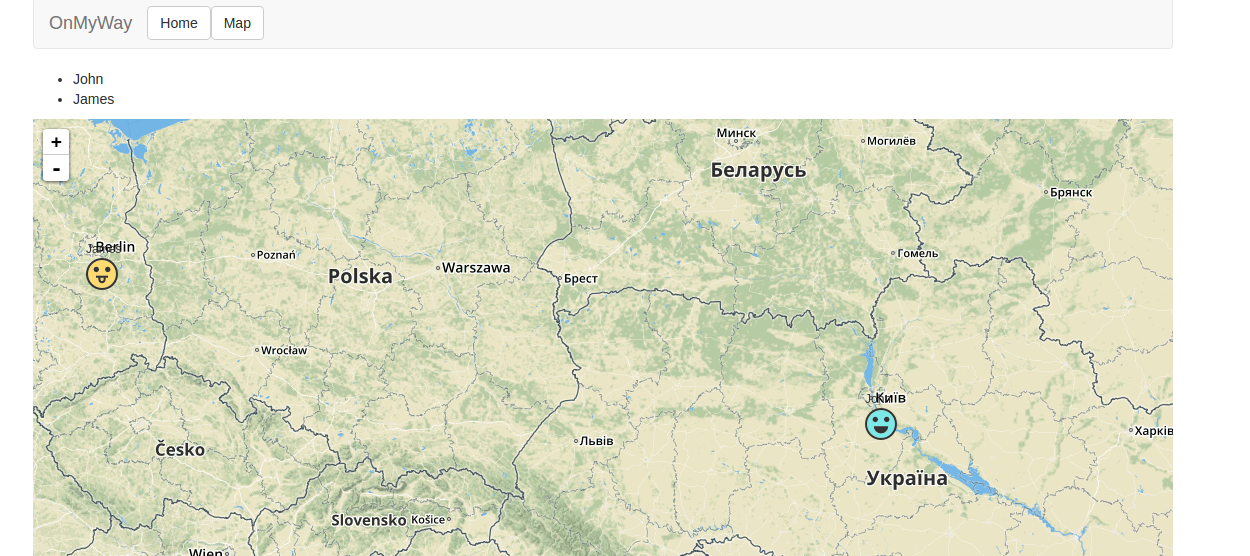 OnMyWay Home Map
John
James
+
-
Минск
Могилёв
Беларусь
Брянск
James
Berlin
Poznań
Гомель
Polska
Warszawa
Брест
Wrocław
John
Київ
Харків
Львів
Česko
Україна
Slovensko
Košice
Wien